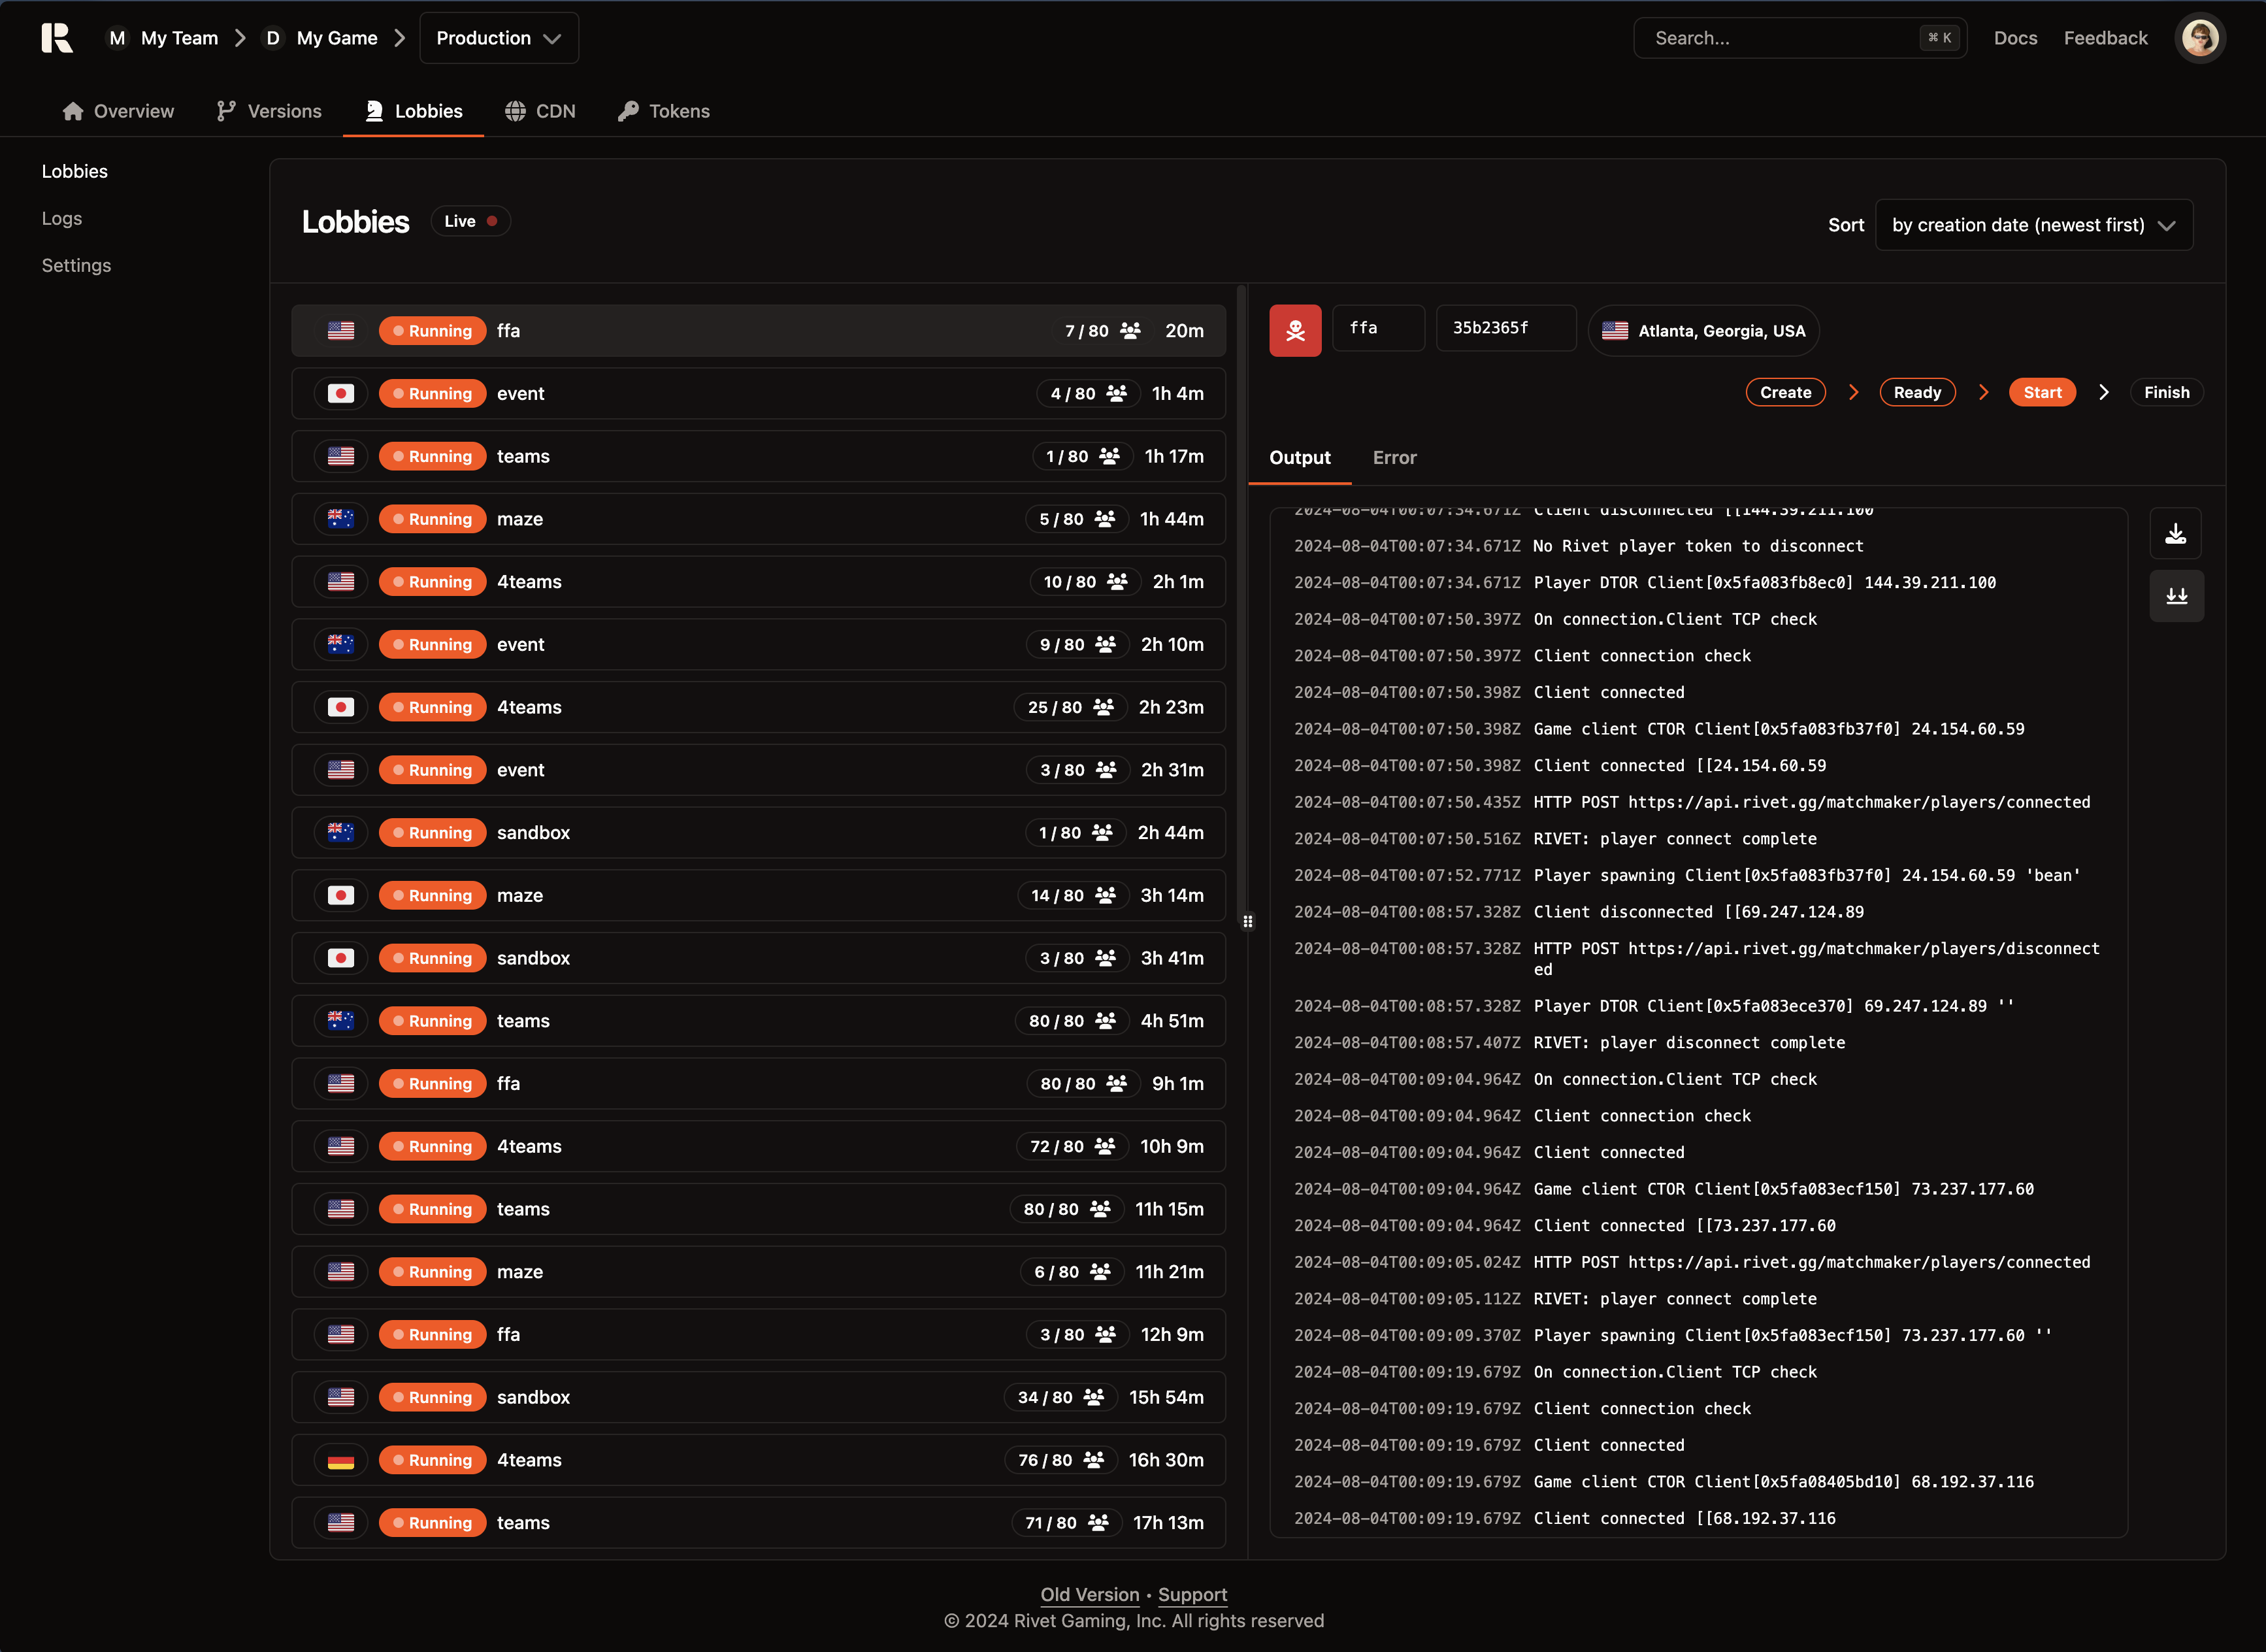 M My Team D My Game Production
Search... ⌘ K Docs Feedback
Overview Versions Lobbies CDN Tokens
Lobbies
Logs
Settings
Lobbies Live
Sort by creation date (newest first)
Running ffa 7 / 80 20m
Running event 4 / 80 1h 4m
Running teams 1 / 80 1h 17m
Running maze 5 / 80 1h 44m
Running 4teams 10 / 80 2h 1m
Running event 9 / 80 2h 10m
Running 4teams 25 / 80 2h 23m
Running event 3 / 80 2h 31m
Running sandbox 1 / 80 2h 44m
Running maze 14 / 80 3h 14m
Running sandbox 3 / 80 3h 41m
Running teams 80 / 80 4h 51m
Running ffa 80 / 80 9h 1m
Running 4teams 72 / 80 10h 9m
Running teams 80 / 80 11h 15m
Running maze 6 / 80 11h 21m
Running ffa 3 / 80 12h 9m
Running sandbox 34 / 80 15h 54m
Running 4teams 76 / 80 16h 30m
Running teams 71 / 80 17h 13m
ffa 35b2365f Atlanta, Georgia, USA
Create Ready Start Finish
Output Error
2024-08-04T00:07:34.671Z Client disconnected [[144.39.211.100
2024-08-04T00:07:34.671Z No Rivet player token to disconnect
2024-08-04T00:07:34.671Z Player DTOR Client[0x5fa083fb8ec0] 144.39.211.100
2024-08-04T00:07:50.397Z On connection.Client TCP check
2024-08-04T00:07:50.397Z Client connection check
2024-08-04T00:07:50.398Z Client connected
2024-08-04T00:07:50.398Z Game client CTOR Client[0x5fa083fb37f0] 24.154.60.59
2024-08-04T00:07:50.398Z Client connected [[24.154.60.59
2024-08-04T00:07:50.435Z HTTP POST https://api.rivet.gg/matchmaker/players/connected
2024-08-04T00:07:50.516Z RIVET: player connect complete
2024-08-04T00:07:52.771Z Player spawning Client[0x5fa083fb37f0] 24.154.60.59 'bean'
2024-08-04T00:08:57.328Z Client disconnected [[69.247.124.89
2024-08-04T00:08:57.328Z HTTP POST https://api.rivet.gg/matchmaker/players/disconnect
ed
2024-08-04T00:08:57.328Z Player DTOR Client[0x5fa083ece370] 69.247.124.89 ''
2024-08-04T00:08:57.407Z RIVET: player disconnect complete
2024-08-04T00:09:04.964Z On connection.Client TCP check
2024-08-04T00:09:04.964Z Client connection check
2024-08-04T00:09:04.964Z Client connected
2024-08-04T00:09:04.964Z Game client CTOR Client[0x5fa083ecf150] 73.237.177.60
2024-08-04T00:09:04.964Z Client connected [[73.237.177.60
2024-08-04T00:09:05.024Z HTTP POST https://api.rivet.gg/matchmaker/players/connected
2024-08-04T00:09:05.112Z RIVET: player connect complete
2024-08-04T00:09:09.370Z Player spawning Client[0x5fa083ecf150] 73.237.177.60 ''
2024-08-04T00:09:19.679Z On connection.Client TCP check
2024-08-04T00:09:19.679Z Client connection check
2024-08-04T00:09:19.679Z Client connected
2024-08-04T00:09:19.679Z Game client CTOR Client[0x5fa08405bd10] 68.192.37.116
2024-08-04T00:09:19.679Z Client connected [[68.192.37.116
Old Version • Support
© 2024 Rivet Gaming, Inc. All rights reserved